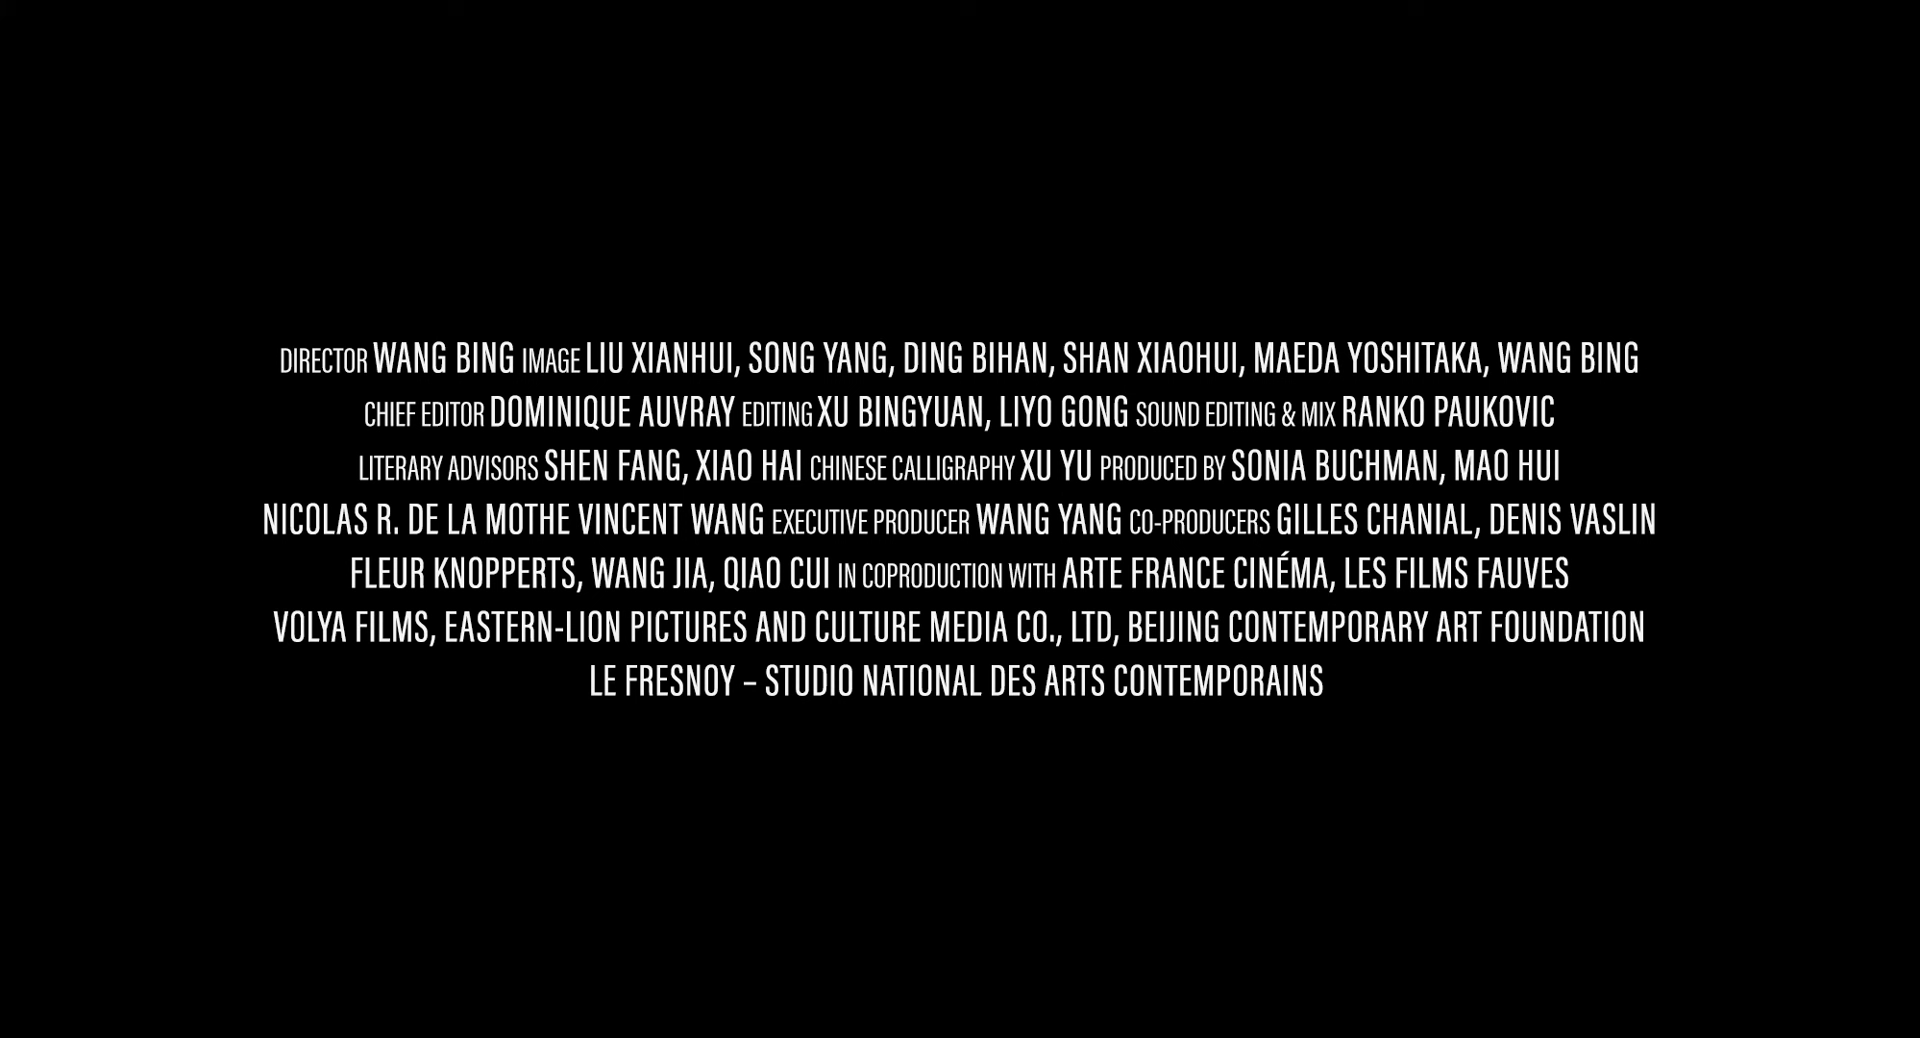 DIRECTOR WANG BING IMAGE LIU XIANHUI, SONG YANG, DING BIHAN, SHAN XIAOHUI, MAEDA YOSHITAKA, WANG BING
CHIEF EDITOR DOMINIQUE AUVRAY EDITING XU BINGYUAN, LIYO GONG SOUND EDITING & MIX RANKO PAUKOVIC
LITERARY ADVISORS SHEN FANG, XIAO HAI CHINESE CALLIGRAPHY XU YU PRODUCED BY SONIA BUCHMAN, MAO HUI
NICOLAS R. DE LA MOTHE VINCENT WANG EXECUTIVE PRODUCER WANG YANG CO-PRODUCERS GILLES CHANIAL, DENIS VASLIN
FLEUR KNOPPERTS, WANG JIA, QIAO CUI IN COPRODUCTION WITH ARTE FRANCE CINÉMA, LES FILMS FAUVES
VOLYA FILMS, EASTERN-LION PICTURES AND CULTURE MEDIA CO., LTD, BEIJING CONTEMPORARY ART FOUNDATION
LE FRESNOY – STUDIO NATIONAL DES ARTS CONTEMPORAINS